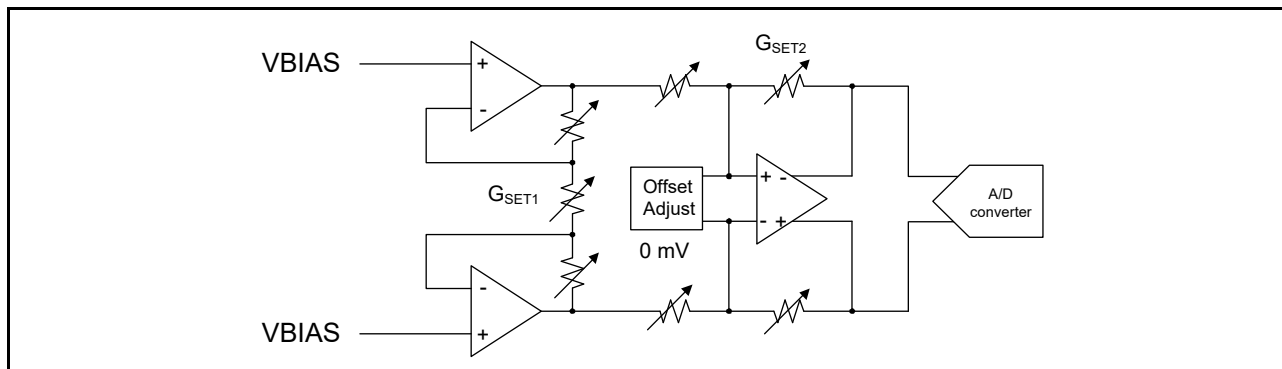 VBIAS
+
-
GSET2
GSET1
Offset
Adjust
0 mV
+ -
- +
A/D
converter
-
+
VBIAS